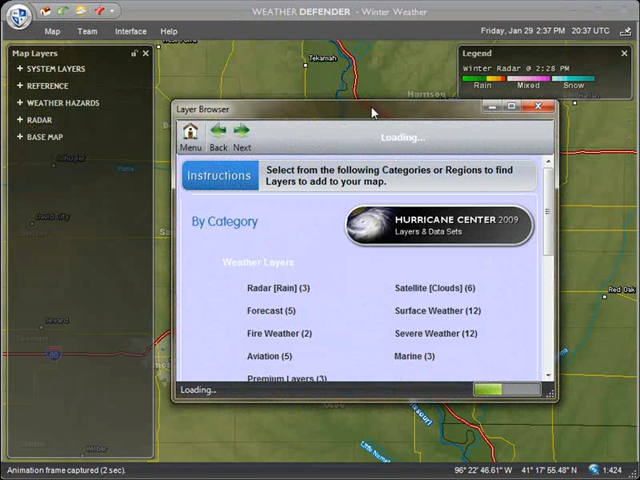 WEATHER DEFENDER - Winter Weather
Map Team Interface Help
Friday, Jan 29 2:37 PM 20:37 UTC
Map Layers
SYSTEM LAYERS
REFERENCE
WEATHER HAZARDS
RADAR
BASE MAP
Tekamah
Legend
Winter Radar @ 2:28 PM
Rain Mixed Snow
Layer Browser
Menu Back Next
Loading...
Instructions
Select from the following Categories or Regions to find
Layers to add to your map.
By Category
HURRICANE CENTER 2009
Layers & Data Sets
Weather Layers
Radar [Rain] (3)
Satellite [Clouds] (6)
Forecast (5)
Surface Weather (12)
Fire Weather (2)
Severe Weather (12)
Aviation (5)
Marine (3)
Premium Layers (3)
Loading...
Schuyler
David City
Seward
Wilber
Red Oak
Animation frame captured (2 sec).
96° 22' 46.61" W 41° 17' 55.48" N 1:424